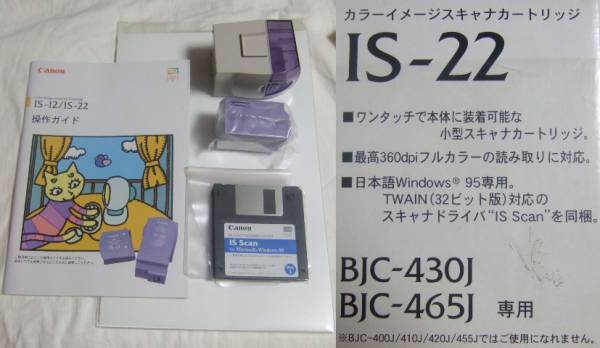 Canon
IS-12/IS-22
操作ガイド
Canon
IS Scan
for Microsoft Windows 95
カラーイメージスキャナカートリッジ
IS-22
■ワンタッチで本体に装着可能な
小型スキャナカートリッジ。
■最高360dpiフルカラーの読み取りに対応。
■日本語Windows® 95専用。
TWAIN(32ビット版)対応の
スキャナドライバ"IS Scan"を同梱。
BJC-430J
BJC-465J 専用
※BJC-400J/410J/420J/455Jではご使用になれません。